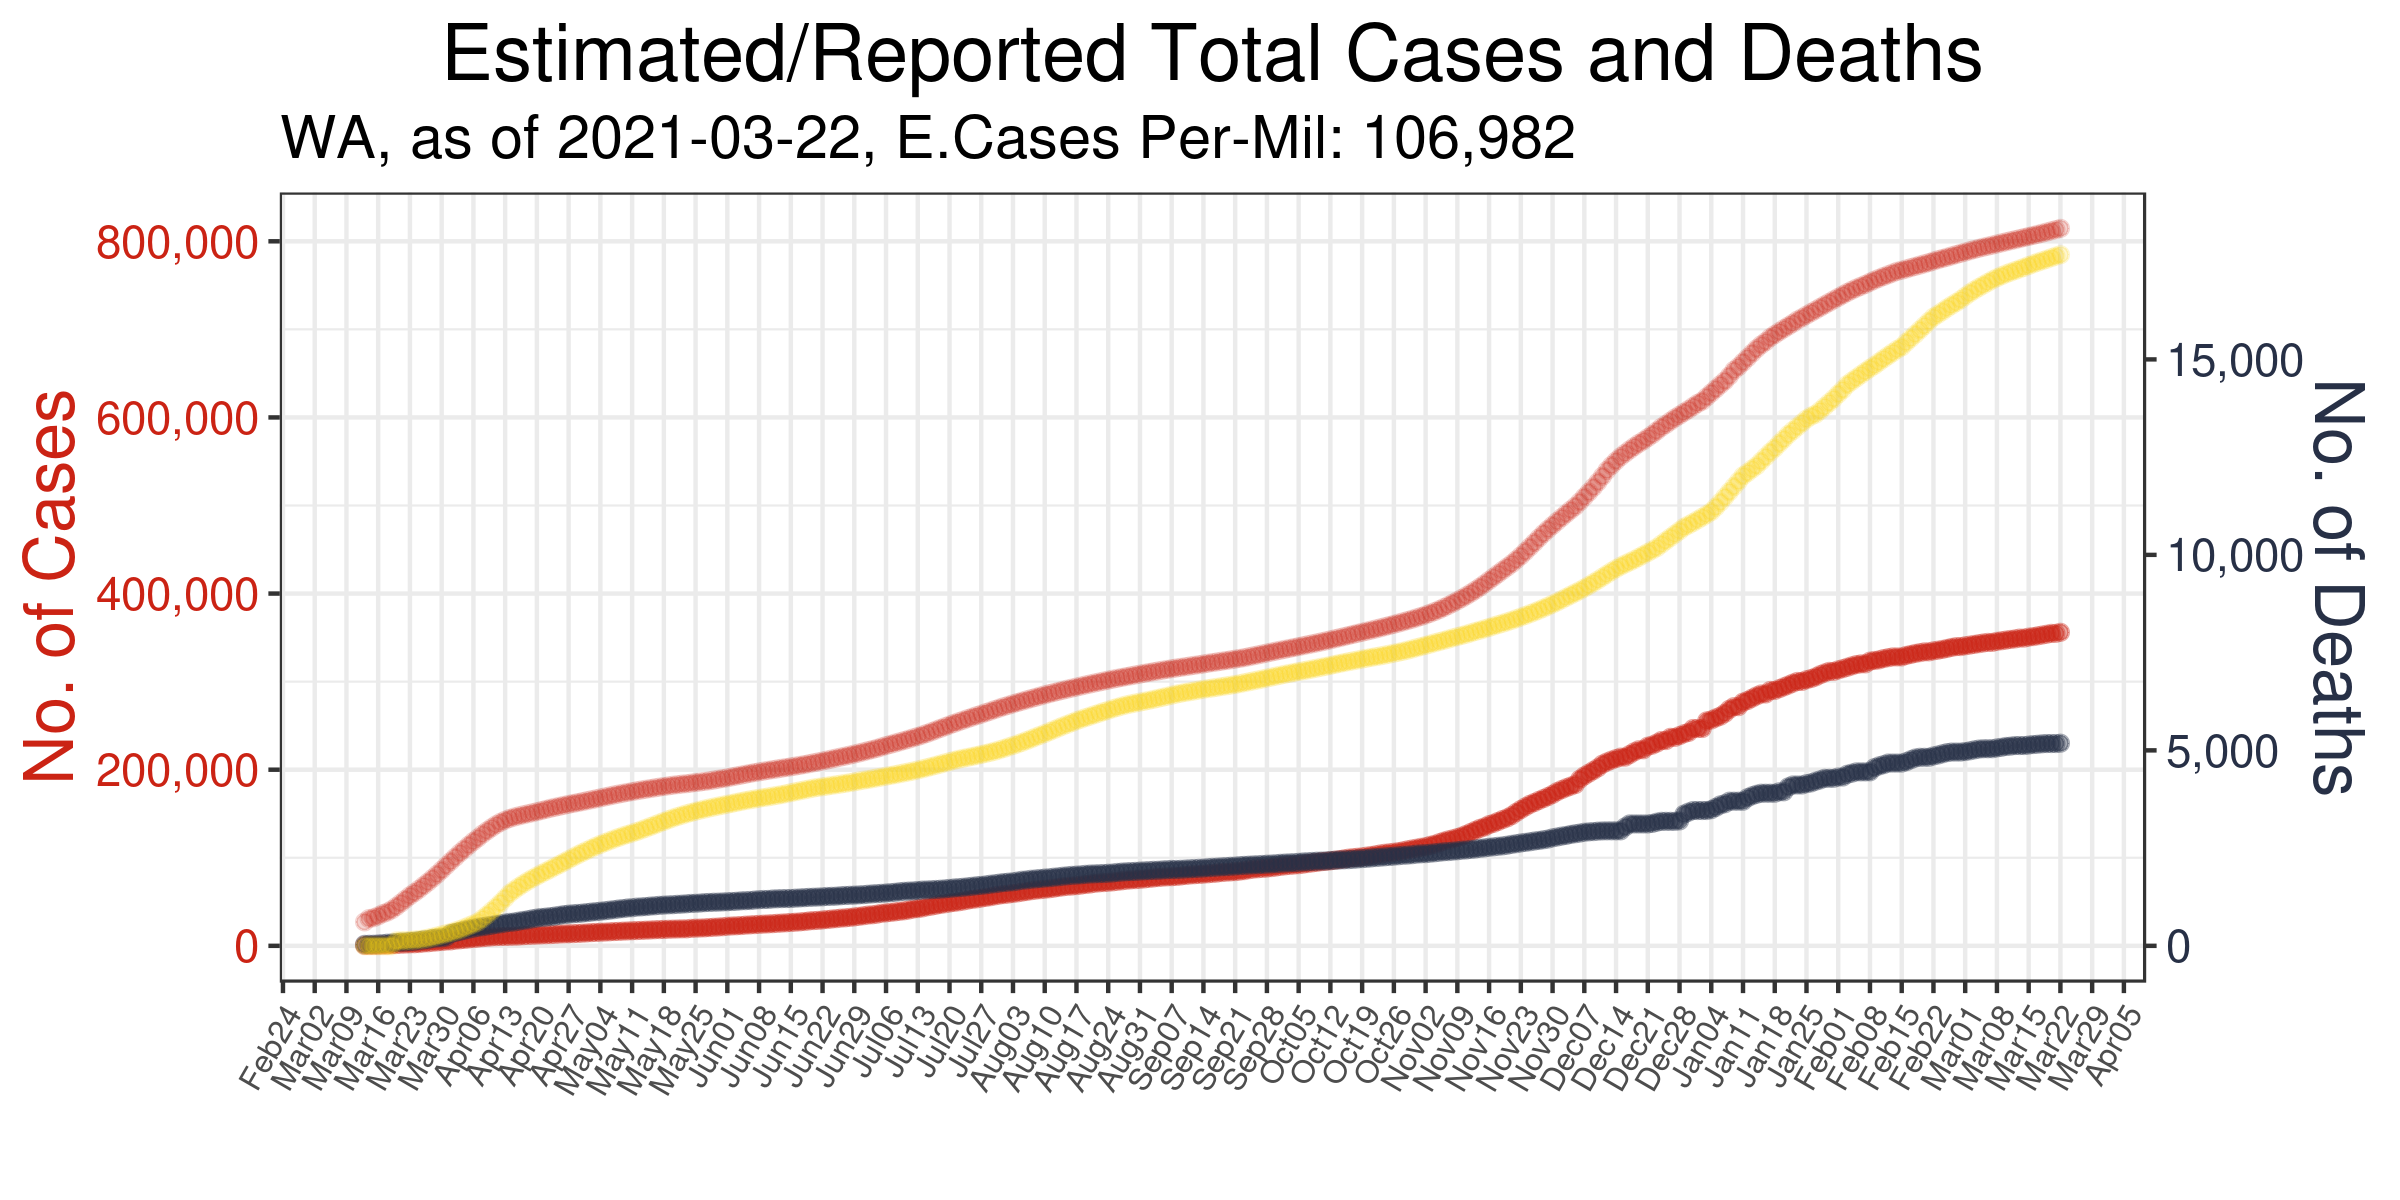 Estimated/Reported Total Cases and Deaths
WA, as of 2021-03-22, E.Cases Per-Mil: 106,982
No. of Cases
800,000
600,000
400,000
200,000
0
15,000
10,000
5,000
0
No. of Deaths
Feb24
Mar02
Mar09
Mar16
Mar23
Mar30
Apr06
Apr13
Apr20
Apr27
May04
May11
May18
May25
Jun01
Jun08
Jun15
Jun22
Jun29
Jul06
Jul13
Jul20
Jul27
Aug03
Aug10
Aug17
Aug24
Aug31
Sep07
Sep14
Sep21
Sep28
Oct05
Oct12
Oct19
Oct26
Nov02
Nov09
Nov16
Nov23
Nov30
Dec07
Dec14
Dec21
Dec28
Jan04
Jan11
Jan18
Jan25
Feb01
Feb08
Feb15
Feb22
Mar01
Mar08
Mar15
Mar22
Mar29
Apr05